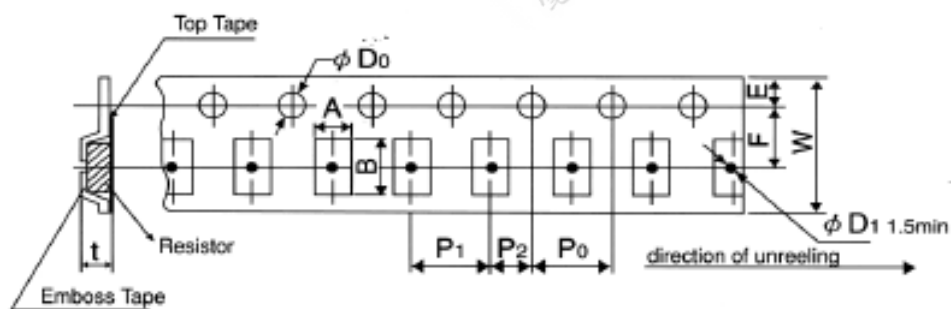 Top Tape
φ D0
A
B
E
F
W
φ D1 1.5min
P1
P2
P0
direction of unreeling
t
Resistor
Emboss Tape